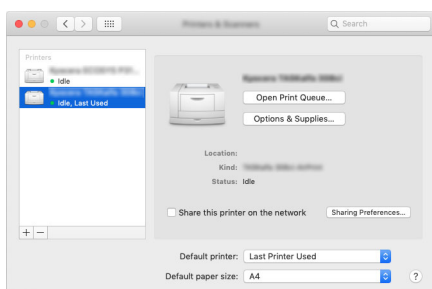 Printers & Scanners
Search
Printers
Idle
Idle, Last Used
Open Print Queue...
Options & Supplies...
Location:
Kind:
Status: Idle
Share this printer on the network
Sharing Preferences...
+ −
Default printer: Last Printer Used
Default paper size: A4
?